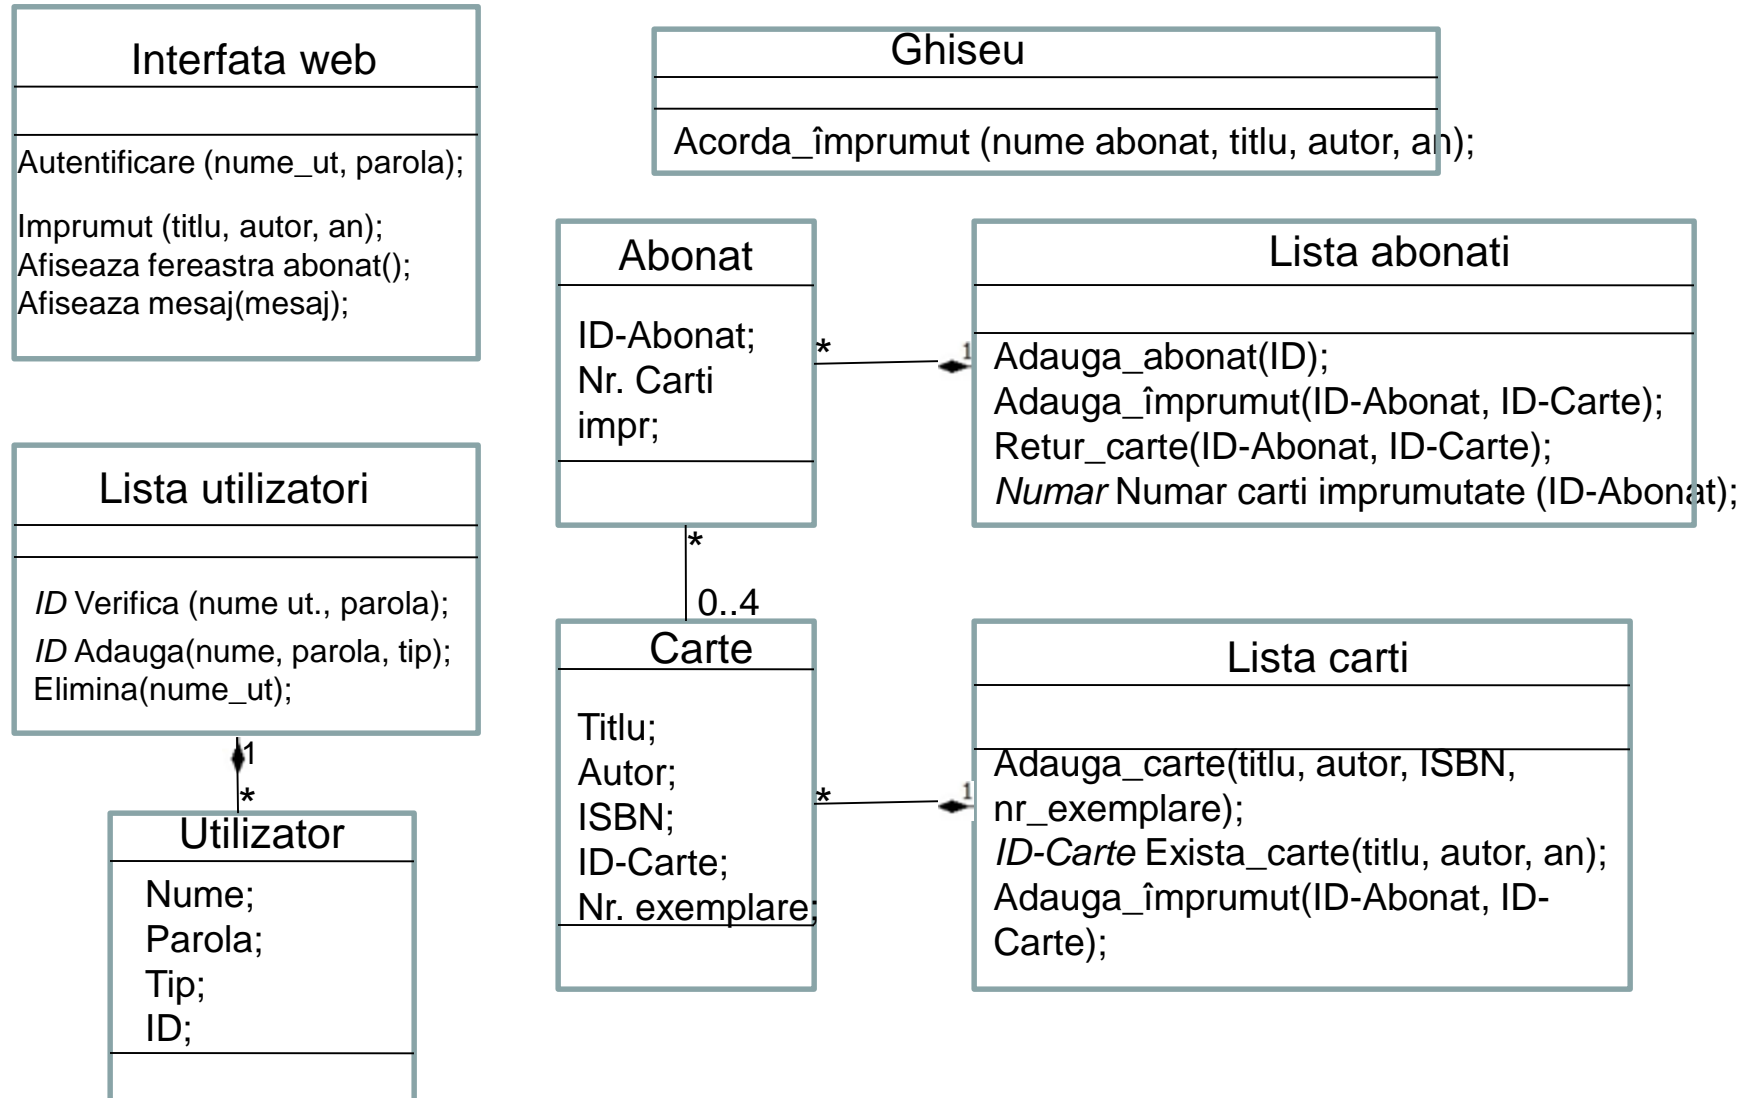 Interfata web
Autentificare (nume_ut, parola);
Imprumut (titlu, autor, an);
Afiseaza fereastra abonat();
Afiseaza mesaj(mesaj);
Ghiseu
Acorda_împrumut (nume abonat, titlu, autor, an);
Abonat
ID-Abonat;
Nr. Carti
impr;
*
1
Lista abonati
Adauga_abonat(ID);
Adauga_împrumut(ID-Abonat, ID-Carte);
Retur_carte(ID-Abonat, ID-Carte);
Numar Numar carti imprumutate (ID-Abonat);
Lista utilizatori
ID Verifica (nume ut., parola);
ID Adauga(nume, parola, tip);
Elimina(nume_ut);
1
*
Utilizator
Nume;
Parola;
Tip;
ID;
*
0..4
Carte
Titlu;
Autor;
ISBN;
ID-Carte;
Nr. exemplare;
*
1
Lista carti
Adauga_carte(titlu, autor, ISBN,
nr_exemplare);
ID-Carte Exista_carte(titlu, autor, an);
Adauga_împrumut(ID-Abonat, ID-
Carte);